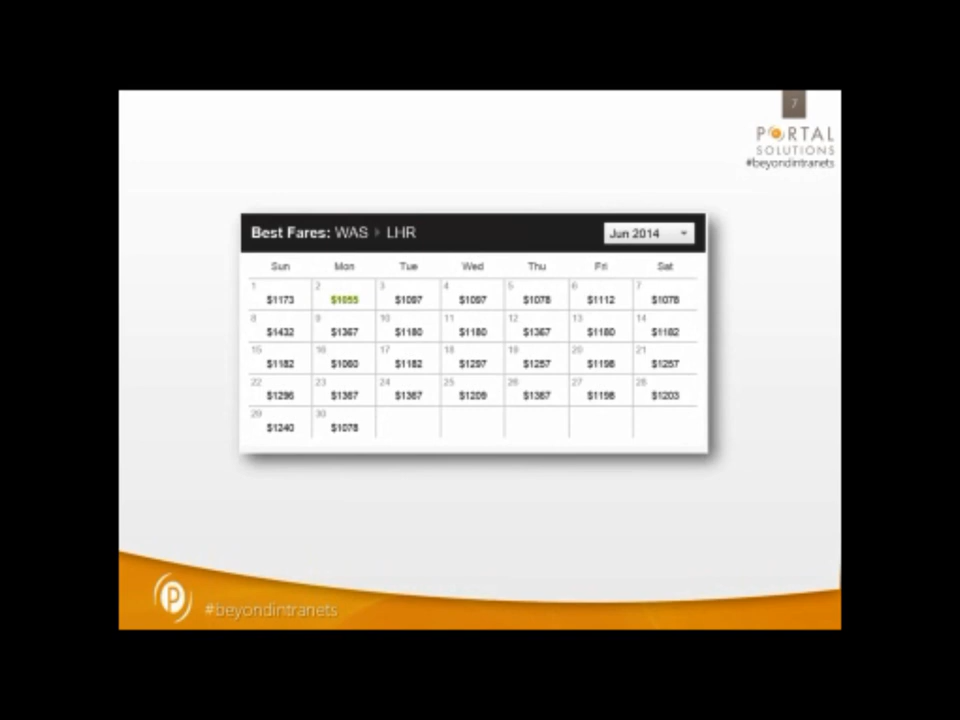 7
PORTAL
SOLUTIONS
#beyondintranets
Best Fares: WAS LHR
Jun 2014
Sun Mon Tue Wed Thu Fri Sat
1 2 3 4 5 6 7
$1173 $1055 $1097 $1097 $1078 $1112 $1078
8 9 10 11 12 13 14
$1432 $1367 $1180 $1180 $1367 $1180 $1182
15 16 17 18 19 20 21
$1182 $1060 $1182 $1297 $1257 $1198 $1257
22 23 24 25 26 27 28
$1296 $1367 $1367 $1209 $1367 $1198 $1203
29 30
$1240 $1078
P
#beyondintranets